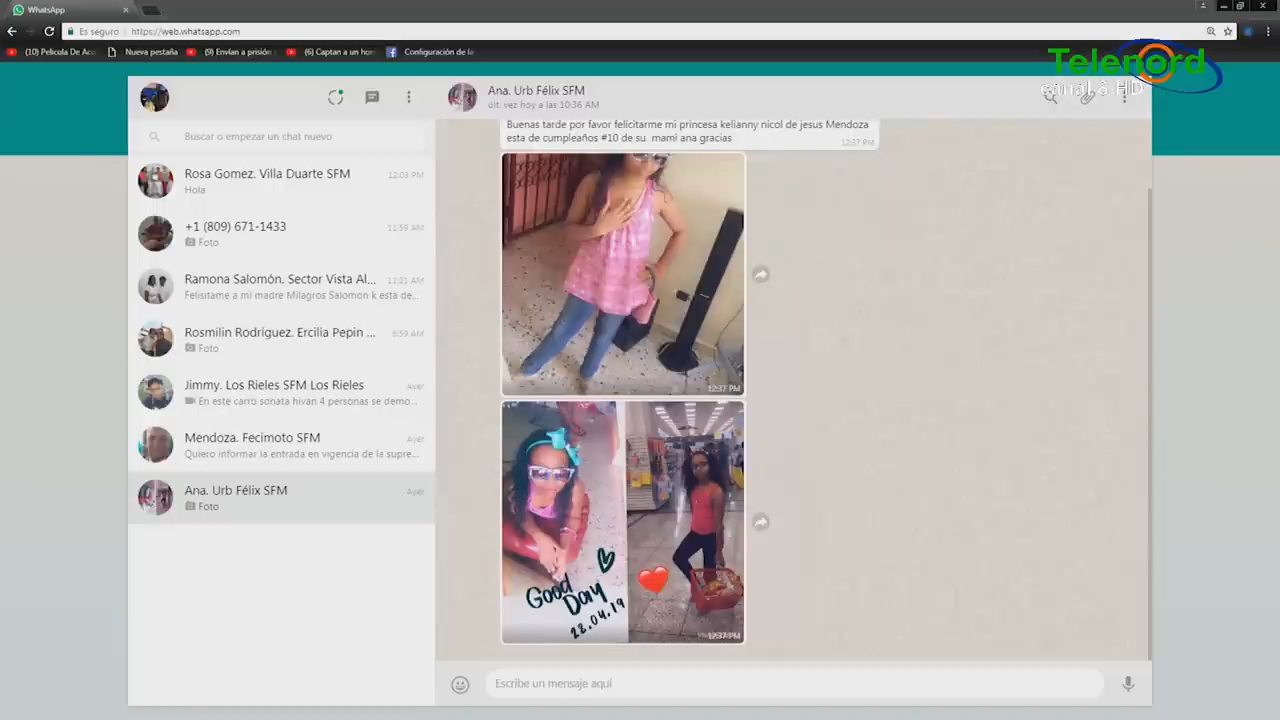 WhatsApp
Es seguro
https://web.whatsapp.com
(10) Pelicula De Acc
Nueva pestaña
(9) Envían a prisión
(6) Captan a un hom
Configuración de la
Telenord
canal 8 HD
Buscar o empezar un chat nuevo
Rosa Gomez. Villa Duarte SFM
12:03 PM
Hola
+1 (809) 671-1433
11:59 AM
Foto
Ramona Salomón. Sector Vista Al...
11:21 AM
Felisitame a mi madre Milagros Salomon k esta de...
Rosmilin Rodríguez. Ercilia Pepin ...
6:59 AM
Foto
Jimmy. Los Rieles SFM Los Rieles
Ayer
En este carro sonata hivan 4 personas se demo...
Mendoza. Fecimoto SFM
Ayer
Quiero informar la entrada en vigencia de la supre...
Ana. Urb Félix SFM
Ayer
Foto
Ana. Urb Félix SFM
últ. vez hoy a las 10:36 AM
Buenas tarde por favor felicitarme mi princesa kelianny nicol de jesus Mendoza
esta de cumpleaños #10 de su mami ana gracias
12:37 PM
12:37 PM
Good
Day
22.04.19
12:37 PM
Escribe un mensaje aquí